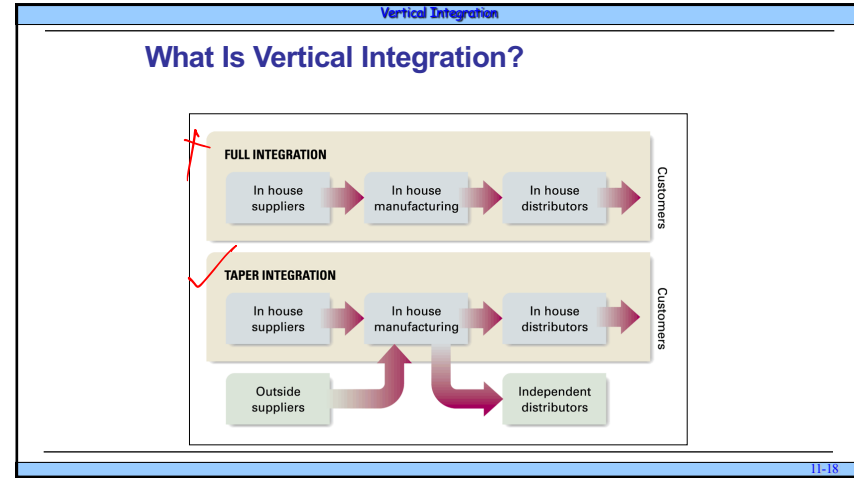 Vertical Integration
What Is Vertical Integration?
FULL INTEGRATION
In house
suppliers
In house
manufacturing
In house
distributors
Customers
TAPER INTEGRATION
In house
suppliers
In house
manufacturing
In house
distributors
Customers
Outside
suppliers
Independent
distributors
11-18